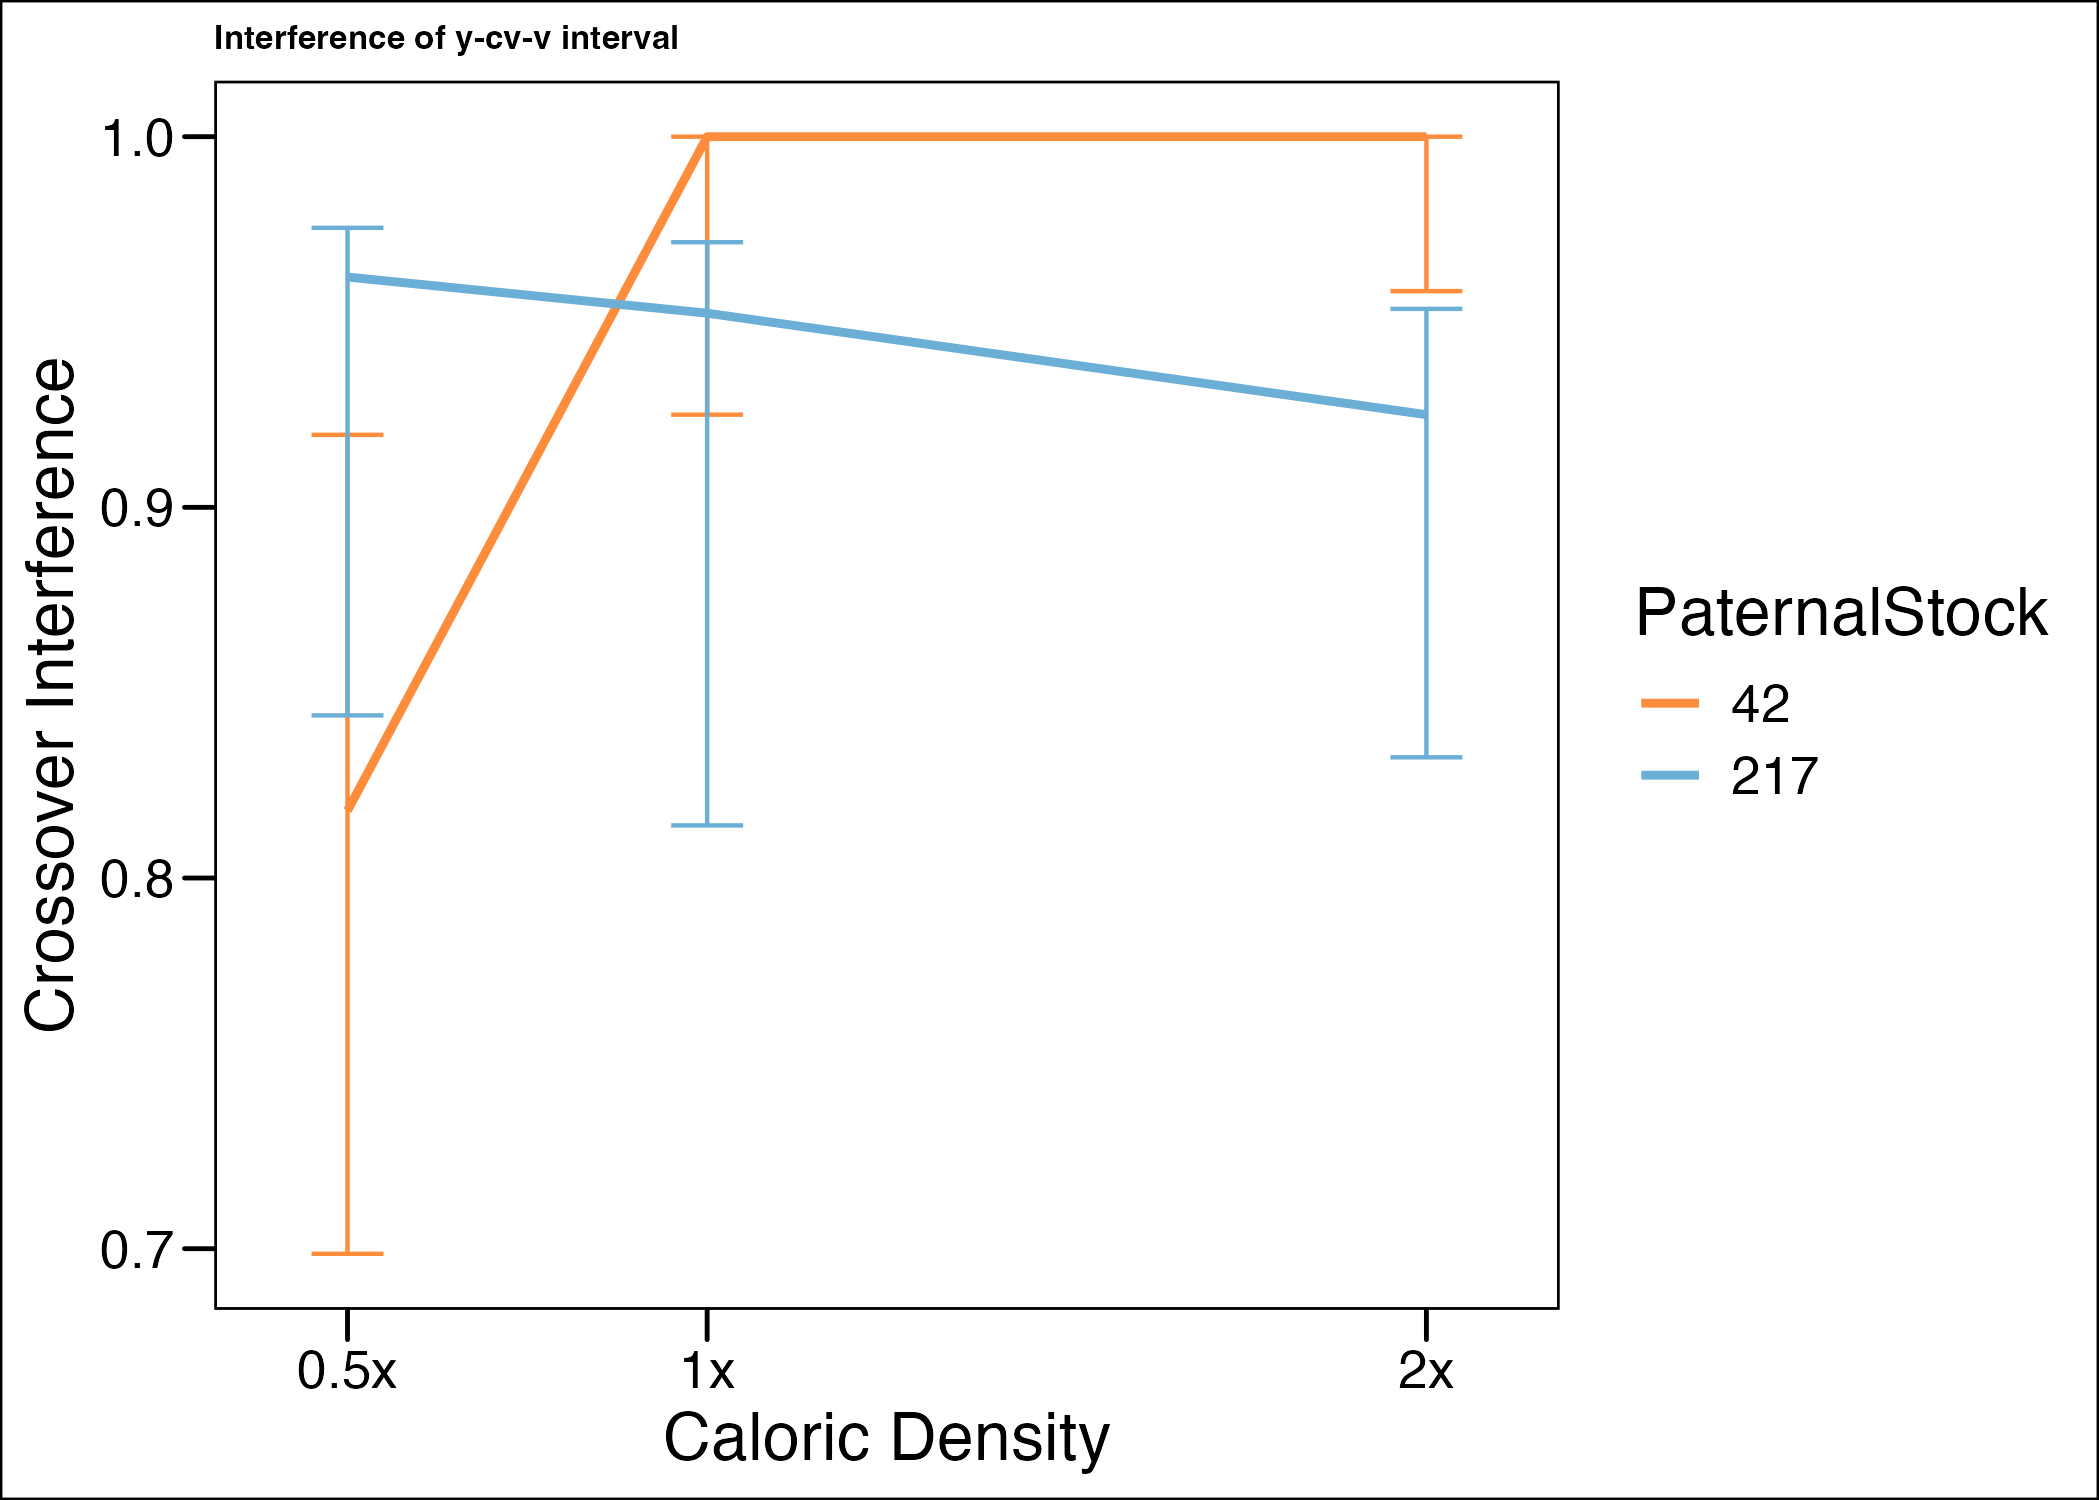 Interference of y-cv-v interval
Crossover Interference
1.0
0.9
0.8
0.7
0.5x
1x
2x
Caloric Density
PaternalStock
42
217